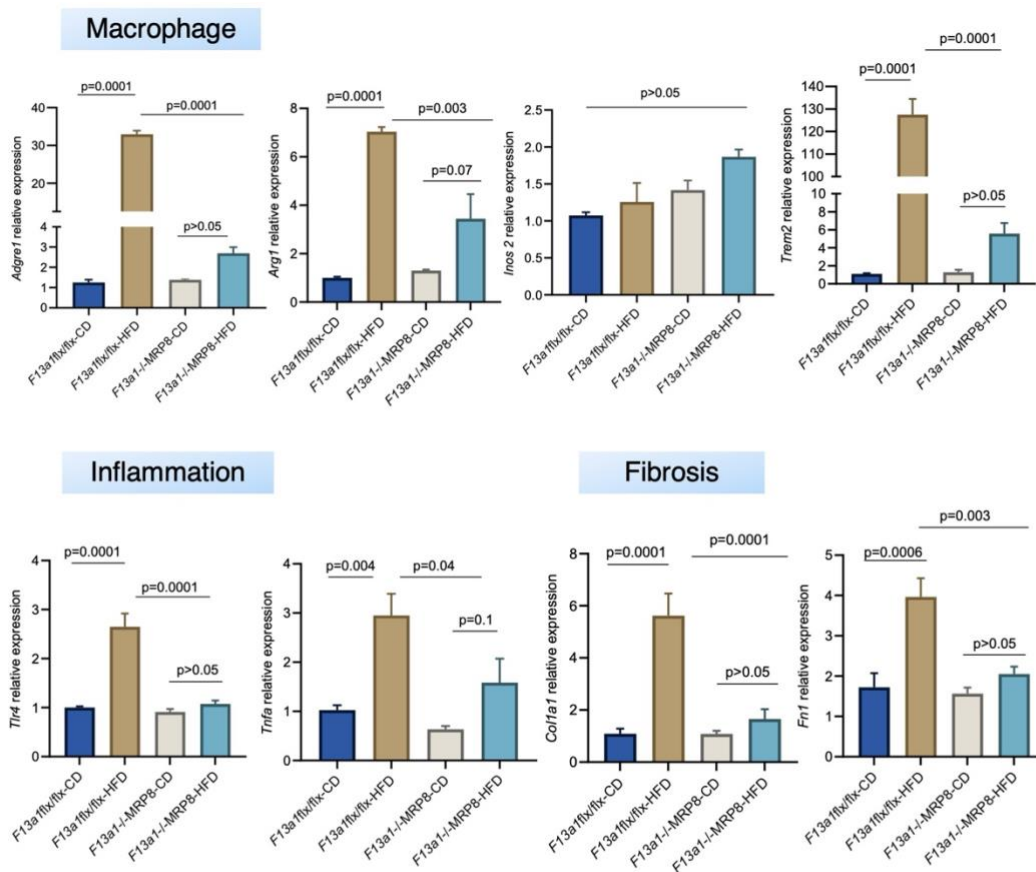 Macrophage
p=0.0001
p=0.0001
40
30
20
4
3
2
1
0
p>0.05
Adgre1 relative expression
F13a1flx/flx-CD
F13a1flx/flx-HFD
F13a1-/-MRP8-CD
F13a1-/-MRP8-HFD
p=0.0001
p=0.003
p=0.07
8
6
4
2
0
Arg1 relative expression
F13a1flx/flx-CD
F13a1flx/flx-HFD
F13a1-/-MRP8-CD
F13a1-/-MRP8-HFD
p>0.05
2.5
2.0
1.5
1.0
0.5
0.0
Inos 2 relative expression
F13a1flx/flx-CD
F13a1flx/flx-HFD
F13a1-/-MRP8-CD
F13a1-/-MRP8-HFD
p=0.0001
p=0.0001
140
130
120
110
100
10
8
6
4
2
0
p>0.05
Trem2 relative expression
F13a1flx/flx-CD
F13a1flx/flx-HFD
F13a1-/-MRP8-CD
F13a1-/-MRP8-HFD
Inflammation
p=0.0001
p=0.0001
p>0.05
4
3
2
1
0
Tlr4 relative expression
F13a1flx/flx-CD
F13a1flx/flx-HFD
F13a1-/-MRP8-CD
F13a1-/-MRP8-HFD
p=0.004
p=0.04
p=0.1
4
3
2
1
0
Tnfa relative expression
F13a1flx/flx-CD
F13a1flx/flx-HFD
F13a1-/-MRP8-CD
F13a1-/-MRP8-HFD
Fibrosis
p=0.0001
p=0.0001
p>0.05
8
6
4
2
0
Col1a1 relative expression
F13a1flx/flx-CD
F13a1flx/flx-HFD
F13a1-/-MRP8-CD
F13a1-/-MRP8-HFD
p=0.003
p=0.0006
p>0.05
5
4
3
2
1
0
Fn1 relative expression
F13a1flx/flx-CD
F13a1flx/flx-HFD
F13a1-/-MRP8-CD
F13a1-/-MRP8-HFD